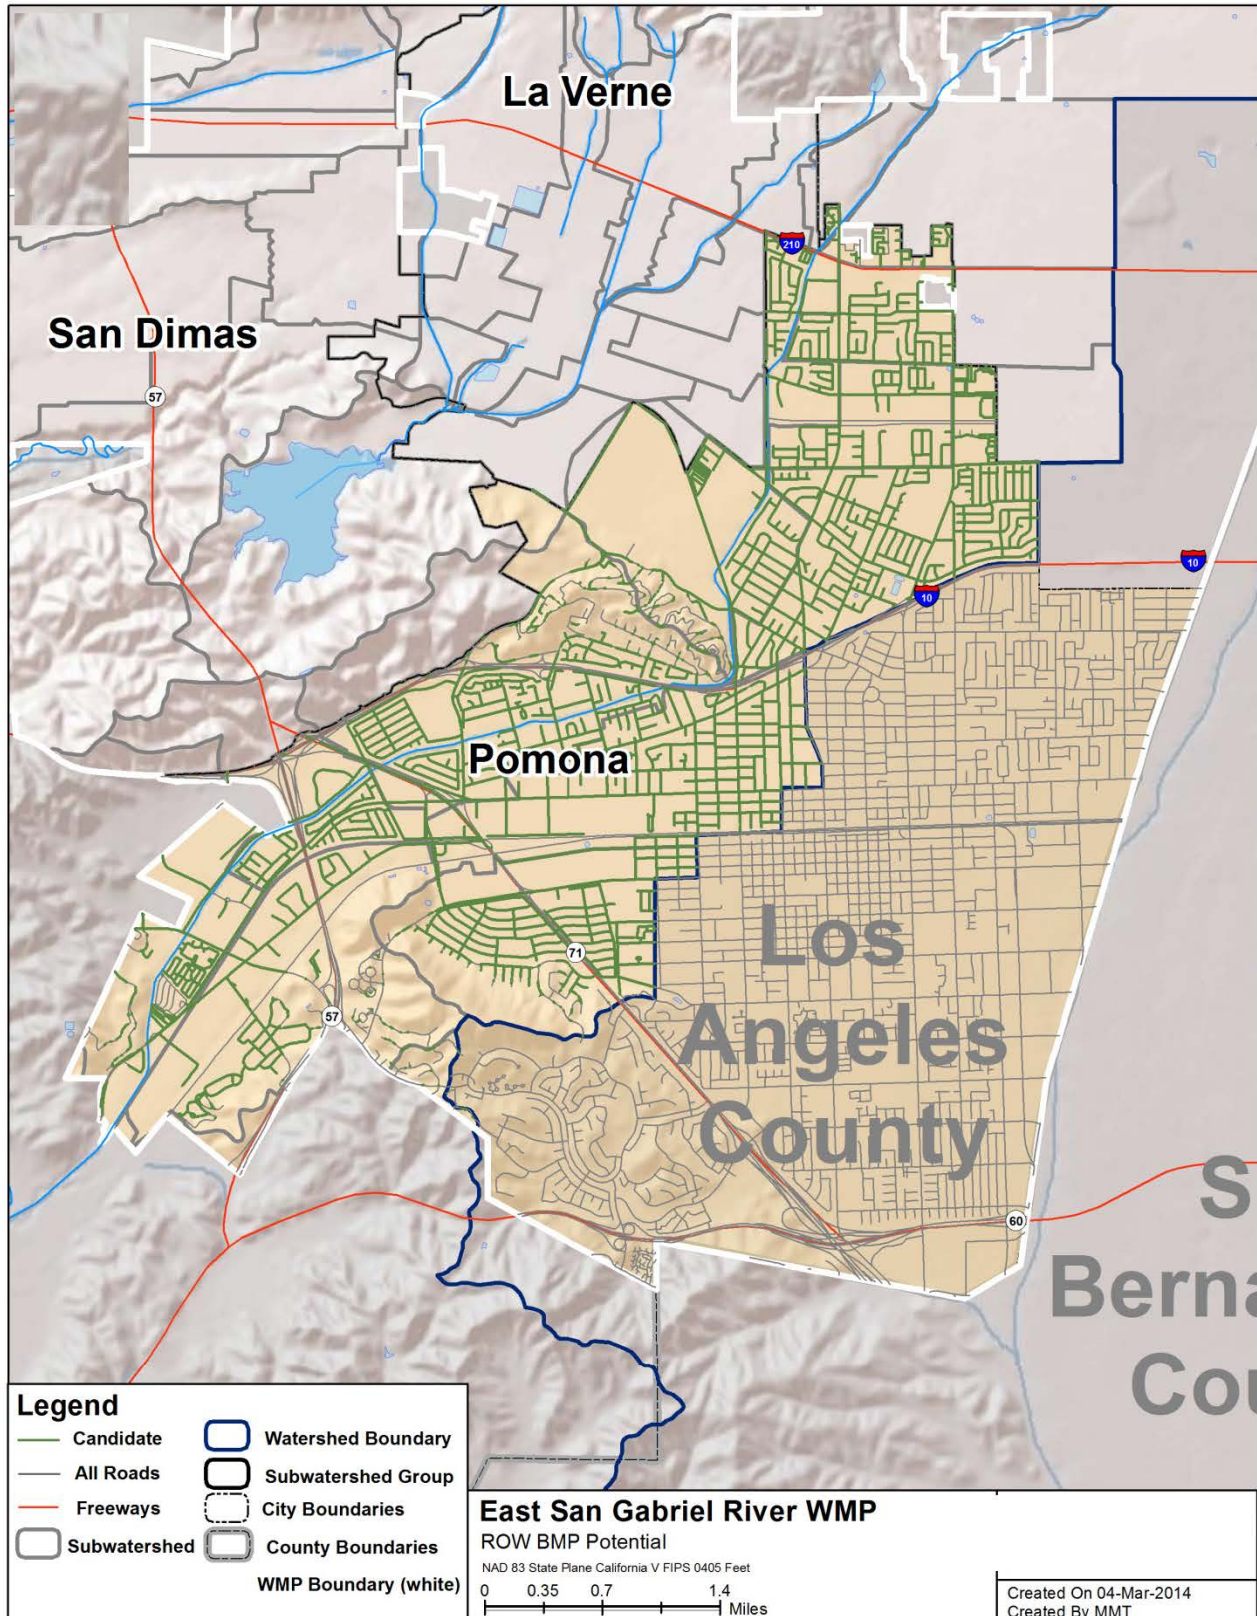 La Verne
210
San Dimas
57
10
10
Pomona
Los
Angeles
County
71
57
60
S
Berna
Cou
Legend
Candidate
All Roads
Freeways
Subwatershed
Watershed Boundary
Subwatershed Group
City Boundaries
County Boundaries
WMP Boundary (white)
East San Gabriel River WMP
ROW BMP Potential
NAD 83 State Plane California V FIPS 0405 Feet
0 0.35 0.7 1.4
Miles
Created On 04-Mar-2014
Created By MMT